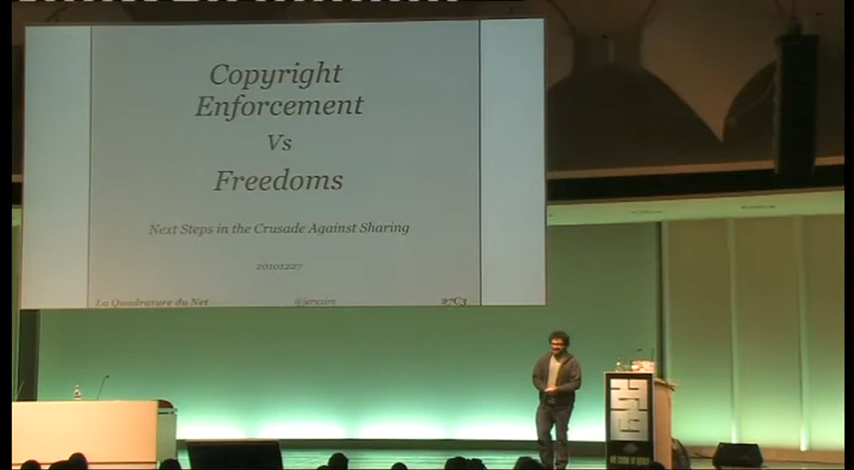 Copyright
Enforcement
Vs
Freedoms
Next Steps in the Crusade Against Sharing
20101227
La Quadrature du Net @jerezim 27C3